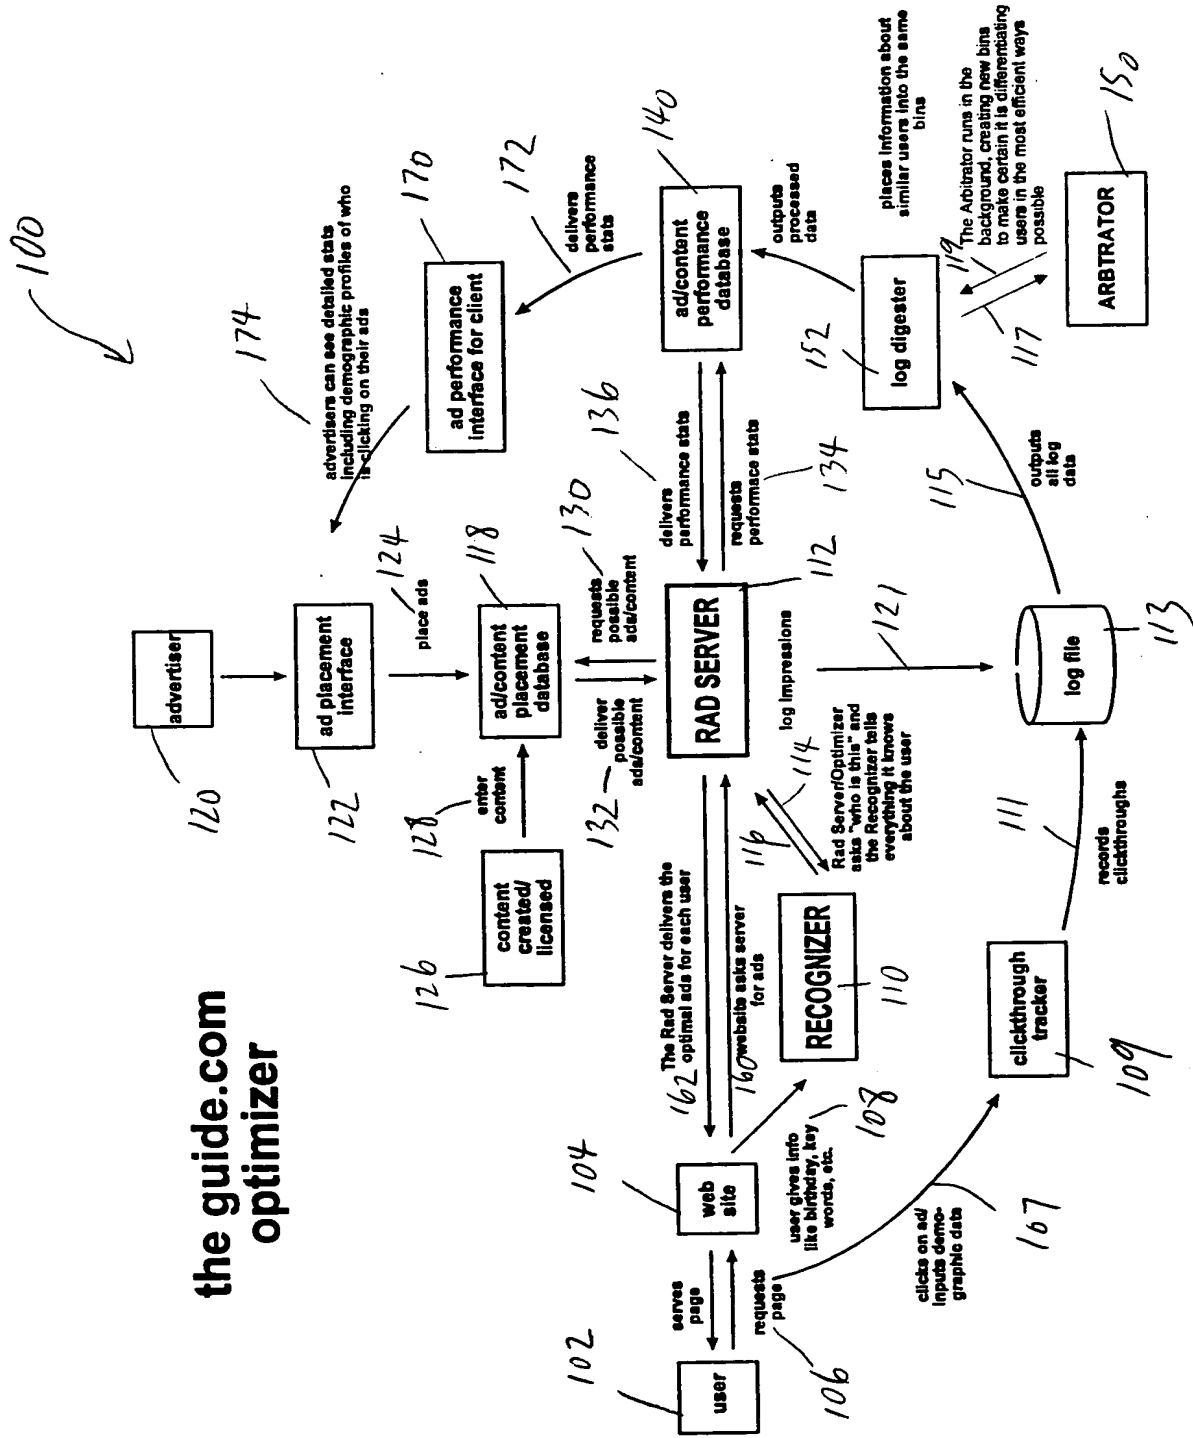 the guide.com
optimizer
100
120
advertiser
174
advertisers can see detailed stats
including demographic profiles of who
is clicking on their ads
122
ad placement
interface
124
place ads
170
ad performance
interface for client
172
delivers
performance
stats
126
content
created/
licensed
128
enter
content
118
ad/content
placement
database
132
deliver
possible
ads/content
130
requests
possible
ads/content
136
delivers
performance stats
requests
performace stats
134
140
ad/content
performance
database
102
user
serves
page
requests
page
106
104
web
site
The Rad Server delivers the
162 optimal ads for each user
160 website asks server
for ads
RAD SERVER
112
user gives info
like birthday, key
words, etc.
108
RECOGNIZER
110
116
114
Rad Server/Optimizer
asks "who is this" and
the Recognizer tells
everything it knows
about the user
log impressions
121
outputs
processed
data
152
log digester
places information about
similar users into the same
bins
119
117
The Arbitrator runs in the
background, creating new bins
to make certain it is differentiating
users in the most efficient ways
possible
ARBTRATOR
150
clicks on ad/
inputs demo-
graphic data
107
clickthrough
tracker
109
111
records
clickthroughs
log file
113
115
outputs
all log
data